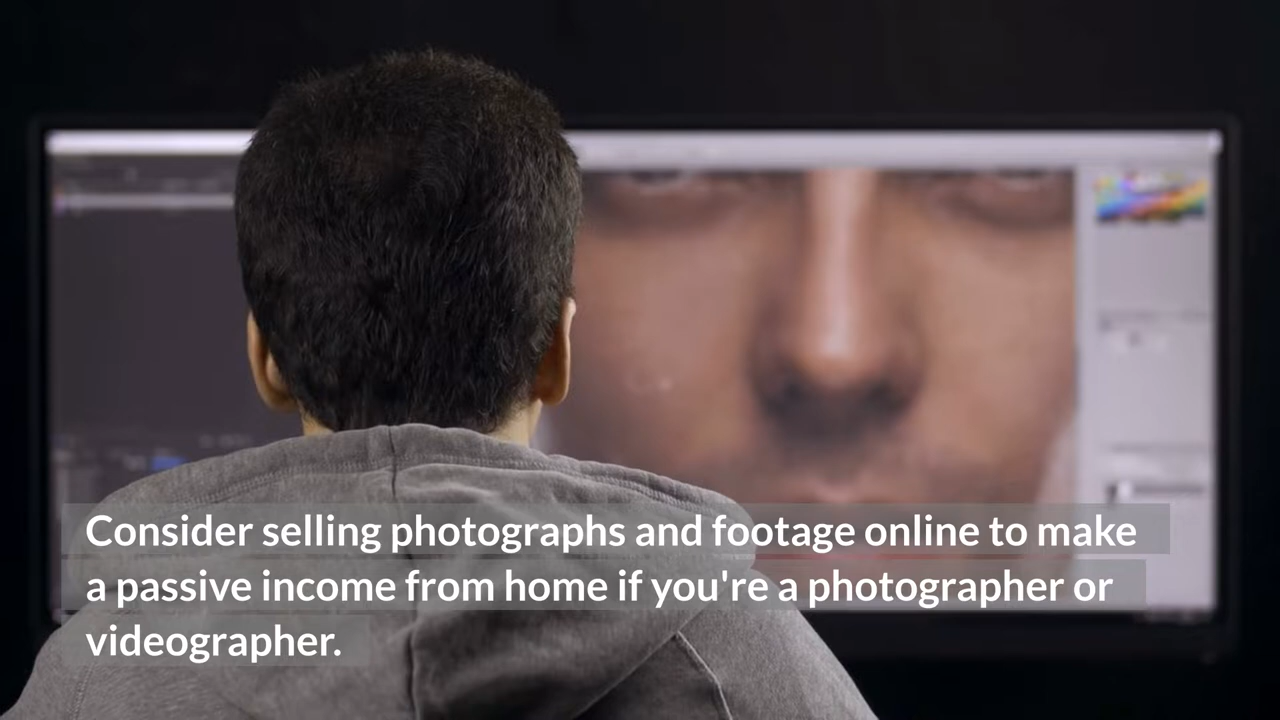 Consider selling photographs and footage online to make
a passive income from home if you're a photographer or
videographer.